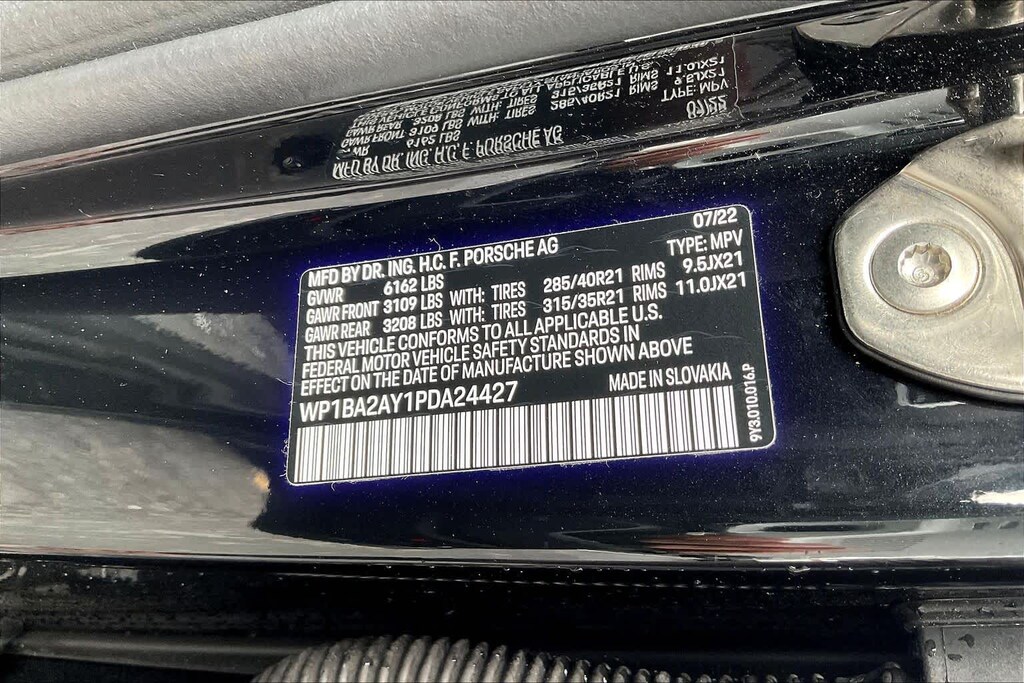 MFD BY DR. ING. H.C. F. PORSCHE AG 07/22
GVWR 6162 LBS TYPE: MPV
GAWR FRONT 3109 LBS WITH: TIRES 285/40R21 RIMS 9.5JX21
GAWR REAR 3208 LBS WITH: TIRES 315/35R21 RIMS 11.0JX21
THIS VEHICLE CONFORMS TO ALL APPLICABLE U.S.
FEDERAL MOTOR VEHICLE SAFETY STANDARDS IN
EFFECT ON THE DATE OF MANUFACTURE SHOWN ABOVE
WP1BA2AY1PDA24427 MADE IN SLOVAKIA
9Y3.010.016.P